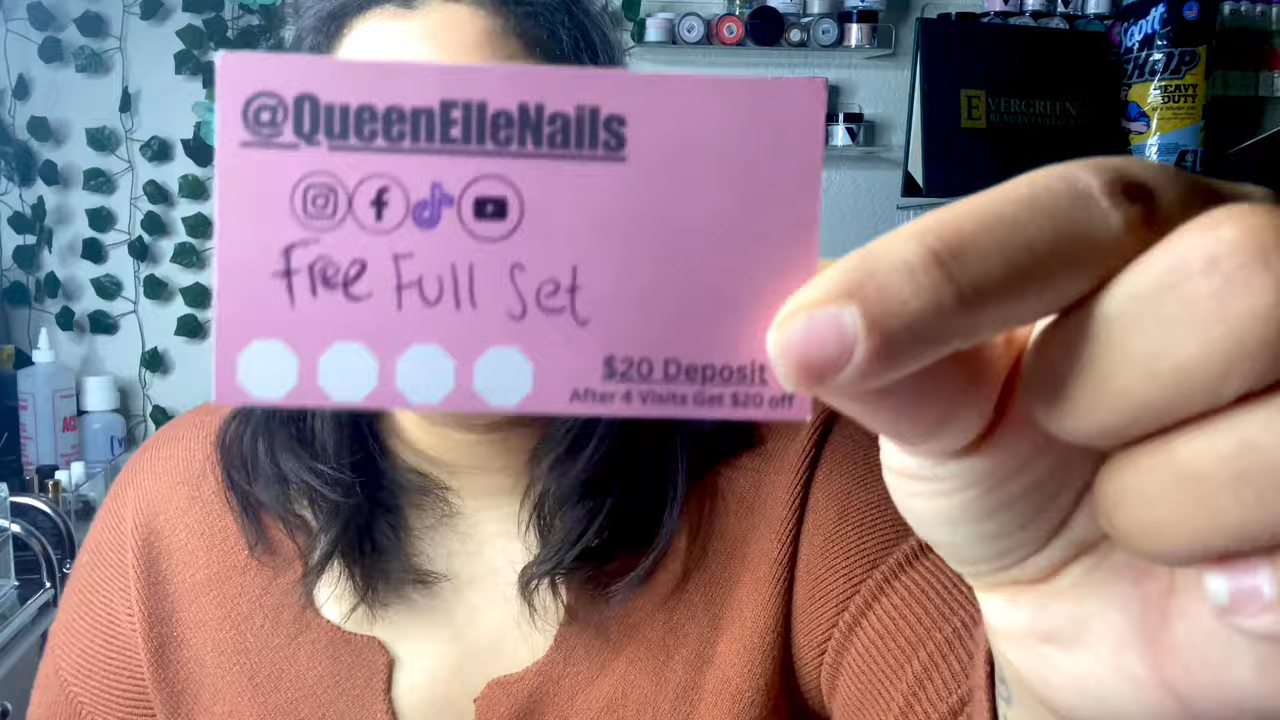 @QueenElleNails
Free Full Set
$20 Deposit
After 4 Visits Get $20 off
EVERGREEN
Scott
SHOP
HEAVY
DUTY